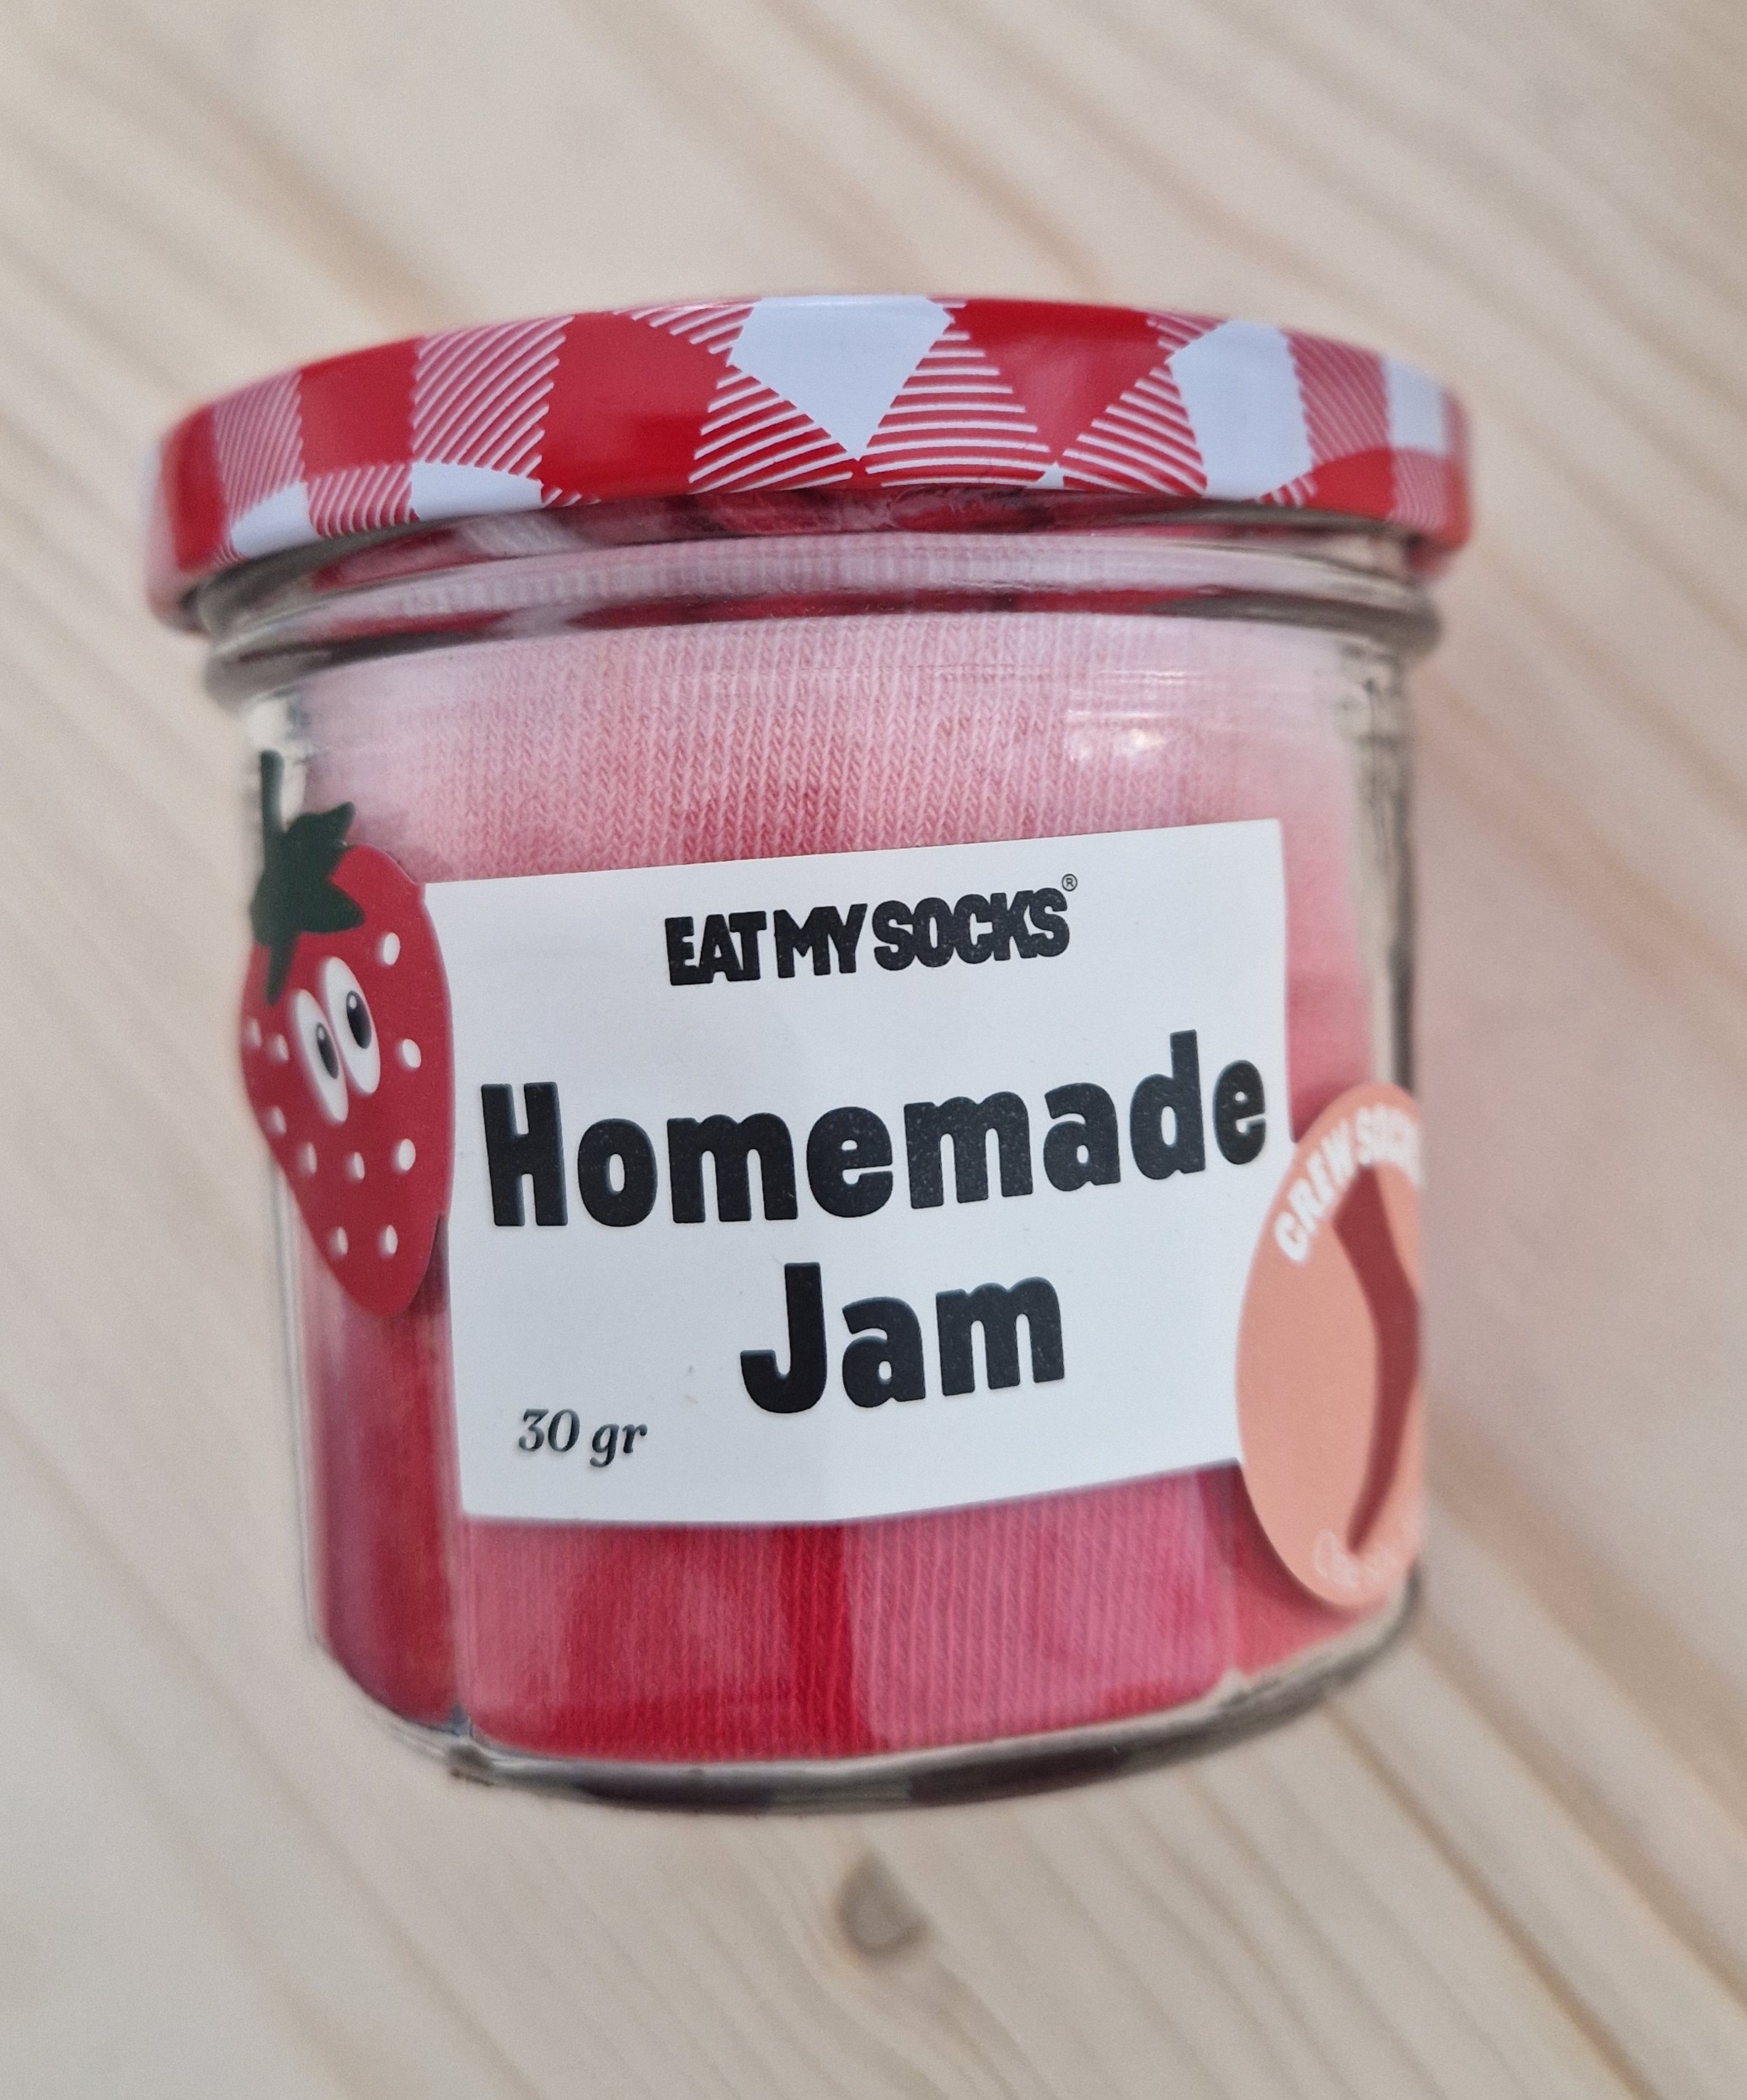 EAT MY SOCKS®
Homemade
Jam
30 gr
CREW SOCKS